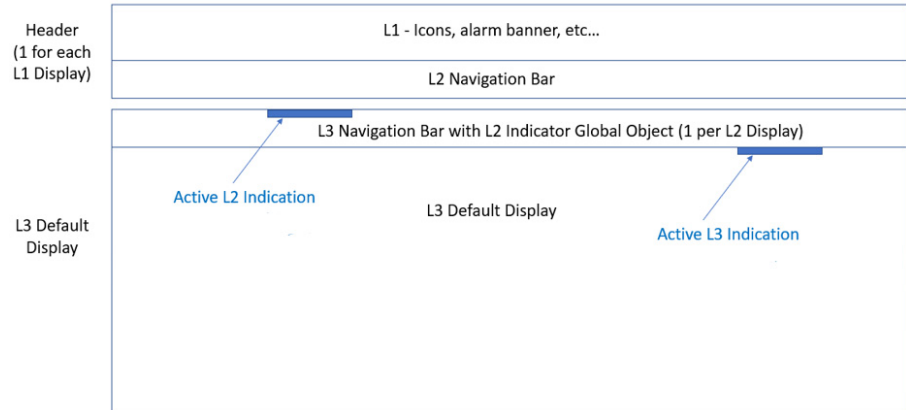 Header
(1 for each
L1 Display)
L1 - Icons, alarm banner, etc...
L2 Navigation Bar
L3 Navigation Bar with L2 Indicator Global Object (1 per L2 Display)
Active L2 Indication
L3 Default
Display
L3 Default Display
Active L3 Indication